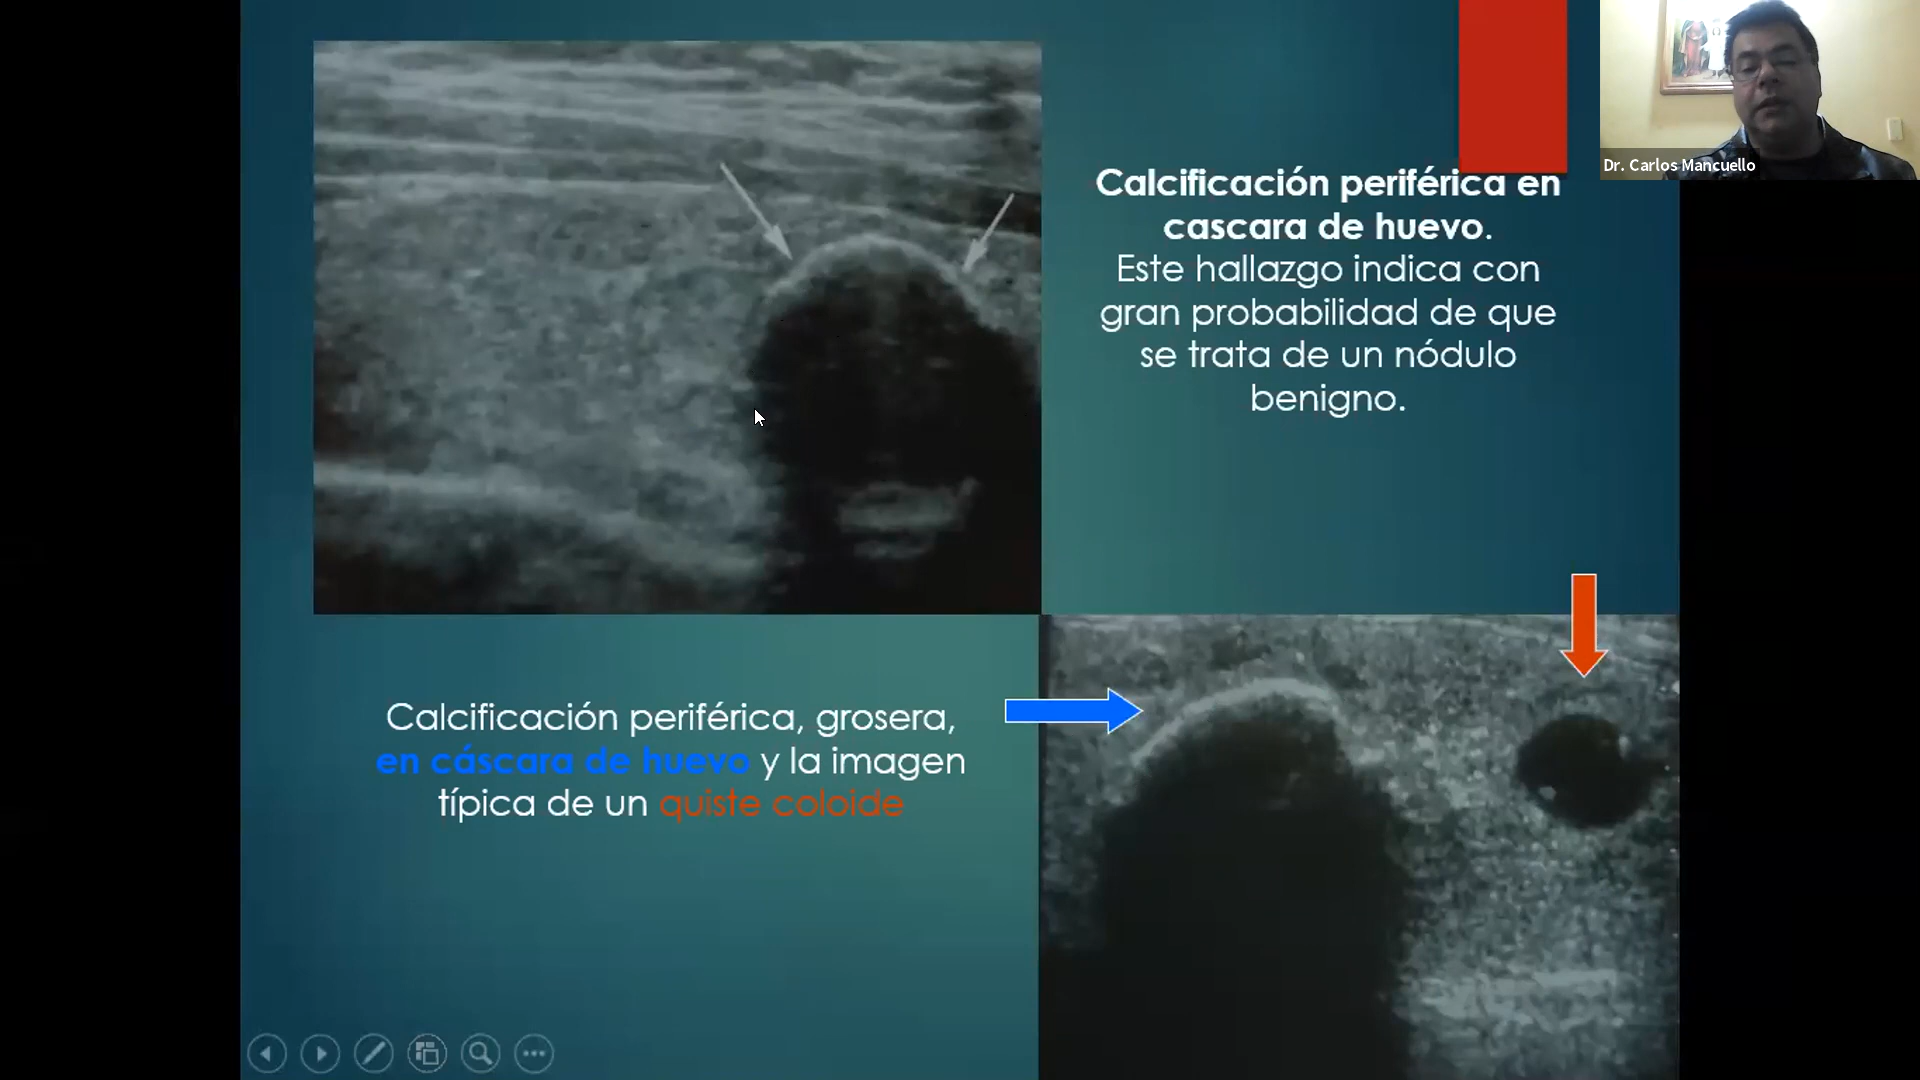 Dr. Carlos Mancuello
Calcificación periférica en
cascara de huevo.
Este hallazgo indica con
gran probabilidad de que
se trata de un nódulo
benigno.
Calcificación periférica, grosera,
en cáscara de huevo y la imagen
típica de un quiste coloide